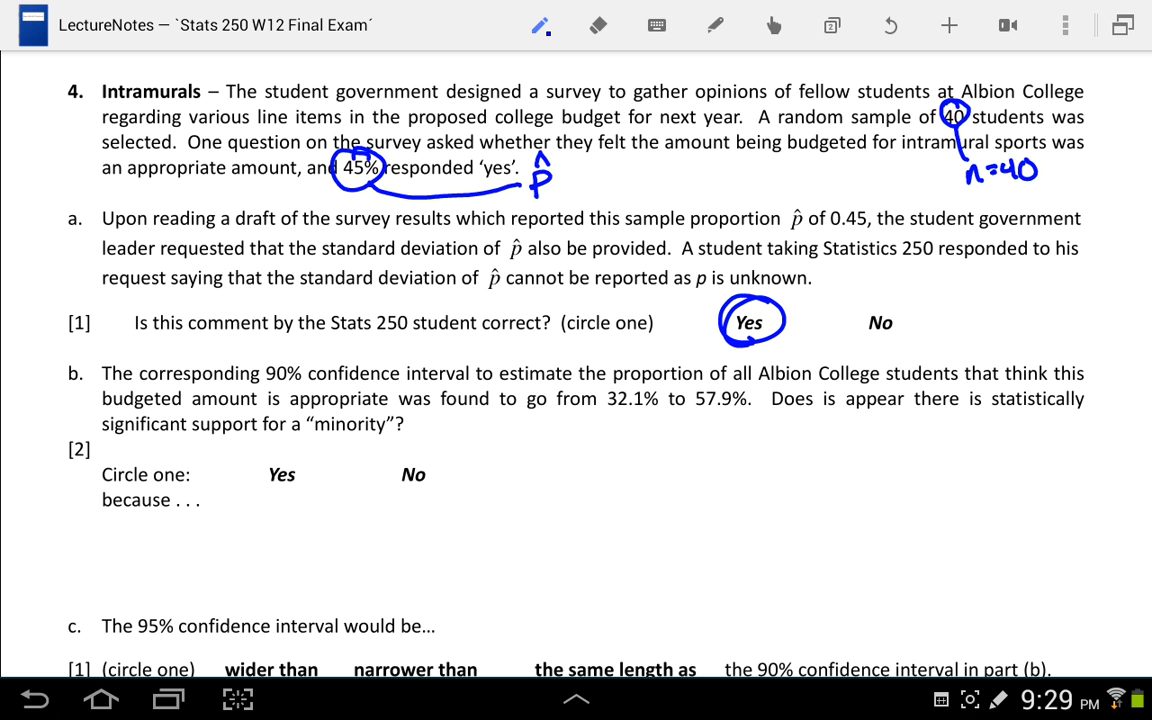 LectureNotes — `Stats 250 W12 Final Exam´
4. Intramurals – The student government designed a survey to gather opinions of fellow students at Albion College
regarding various line items in the proposed college budget for next year. A random sample of 40 students was
selected. One question on the survey asked whether they felt the amount being budgeted for intramural sports was
an appropriate amount, and 45% responded ‘yes’. p̂ n=40
a. Upon reading a draft of the survey results which reported this sample proportion p̂ of 0.45, the student government
leader requested that the standard deviation of p̂ also be provided. A student taking Statistics 250 responded to his
request saying that the standard deviation of p̂ cannot be reported as p is unknown.
[1] Is this comment by the Stats 250 student correct? (circle one) Yes No
b. The corresponding 90% confidence interval to estimate the proportion of all Albion College students that think this
budgeted amount is appropriate was found to go from 32.1% to 57.9%. Does is appear there is statistically
significant support for a “minority”?
[2]
Circle one: Yes No
because . . .
c. The 95% confidence interval would be...
[1] (circle one) wider than narrower than the same length as the 90% confidence interval in part (b).
9:29 PM